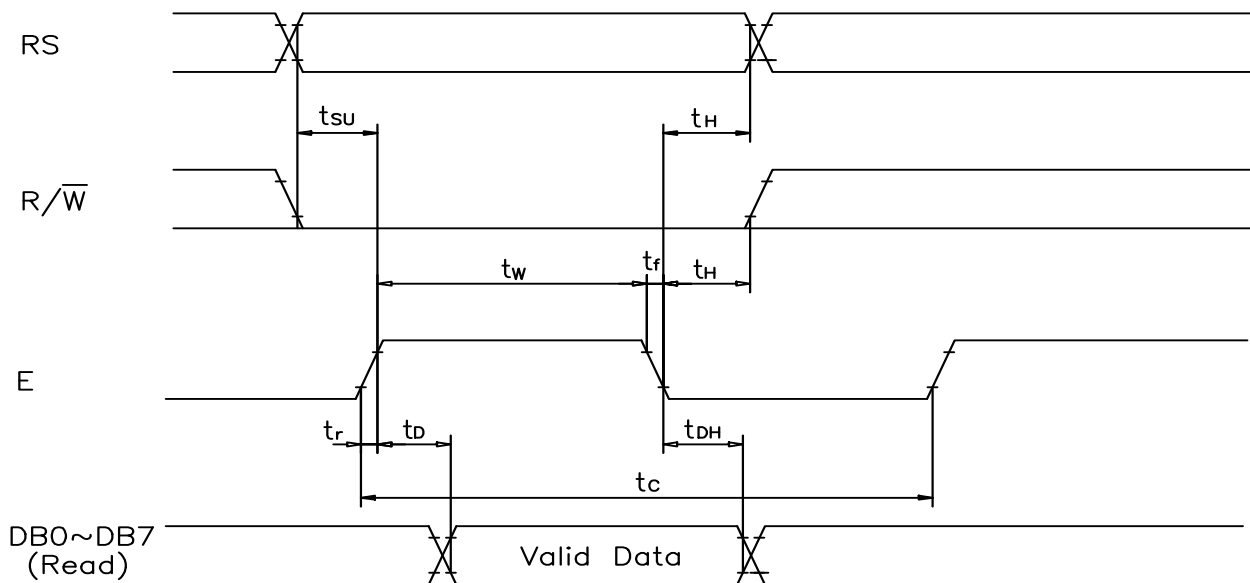 RS
tSU
tH
R/W̅
tW
tf
tH
E
tr
tD
tDH
tC
DB0~DB7
(Read)
Valid Data